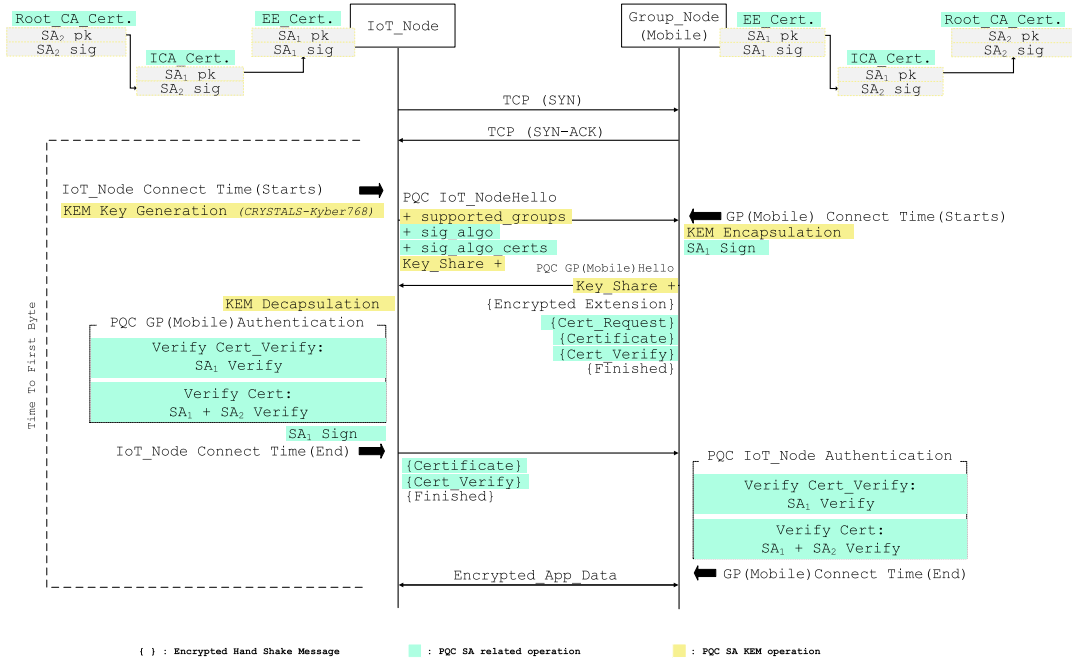 Root_CA_Cert.
SA₂ pk
SA₂ sig
ICA_Cert.
SA₁ pk
SA₂ sig
EE_Cert.
SA₁ pk
SA₁ sig
IoT_Node
Group_Node
(Mobile)
EE_Cert.
SA₁ pk
SA₁ sig
ICA_Cert.
SA₁ pk
SA₂ sig
Root_CA_Cert.
SA₂ pk
SA₂ sig
TCP (SYN)
TCP (SYN-ACK)
Time To First Byte
IoT_Node Connect Time(Starts)
KEM Key Generation (CRYSTALS-Kyber768)
PQC IoT_NodeHello
+ supported_groups
+ sig_algo
+ sig_algo_certs
Key_Share +
GP(Mobile) Connect Time(Starts)
KEM Encapsulation
SA₁ Sign
PQC GP(Mobile)Hello
Key_Share +
{Encrypted Extension}
{Cert_Request}
{Certificate}
{Cert_Verify}
{Finished}
KEM Decapsulation
PQC GP(Mobile)Authentication
Verify Cert_Verify:
SA₁ Verify
Verify Cert:
SA₁ + SA₂ Verify
SA₁ Sign
IoT_Node Connect Time(End)
{Certificate}
{Cert_Verify}
{Finished}
PQC IoT_Node Authentication
Verify Cert_Verify:
SA₁ Verify
Verify Cert:
SA₁ + SA₂ Verify
Encrypted_App_Data
GP(Mobile)Connect Time(End)
{ } : Encrypted Hand Shake Message
: PQC SA related operation
: PQC SA KEM operation